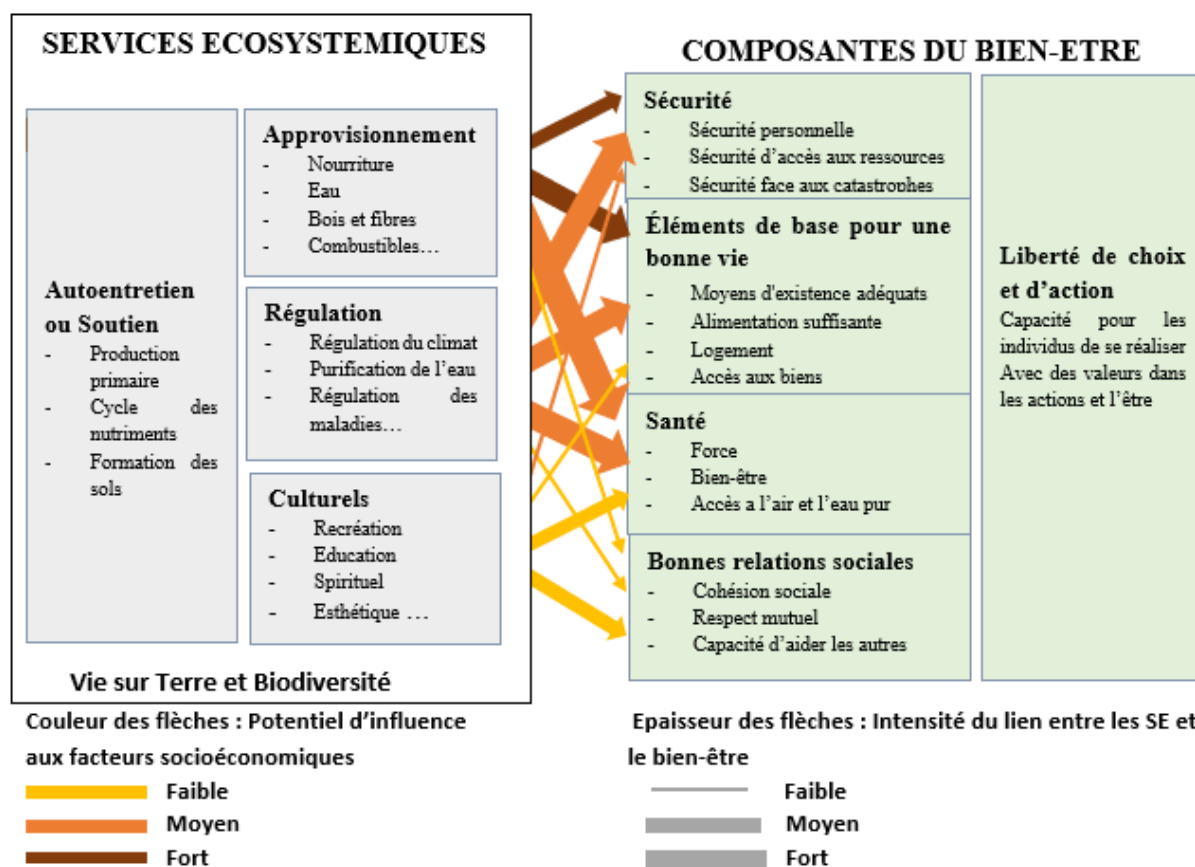 SERVICES ECOSYSTEMIQUES
Autoentretien
ou Soutien
- Production
primaire
- Cycle des
nutriments
- Formation des
sols
Approvisionnement
- Nourriture
- Eau
- Bois et fibres
- Combustibles…
Régulation
- Régulation du climat
- Purification de l’eau
- Régulation des
maladies…
Culturels
- Recréation
- Education
- Spirituel
- Esthétique …
Vie sur Terre et Biodiversité
COMPOSANTES DU BIEN-ETRE
Sécurité
- Sécurité personnelle
- Sécurité d’accès aux ressources
- Sécurité face aux catastrophes
Éléments de base pour une
bonne vie
- Moyens d'existence adéquats
- Alimentation suffisante
- Logement
- Accès aux biens
Santé
- Force
- Bien-être
- Accès a l’air et l’eau pur
Bonnes relations sociales
- Cohésion sociale
- Respect mutuel
- Capacité d’aider les autres
Liberté de choix
et d’action
Capacité pour les
individus de se réaliser
Avec des valeurs dans
les actions et l’être
Couleur des flèches : Potentiel d’influence
aux facteurs socioéconomiques
Faible
Moyen
Fort
Epaisseur des flèches : Intensité du lien entre les SE et
le bien-être
Faible
Moyen
Fort